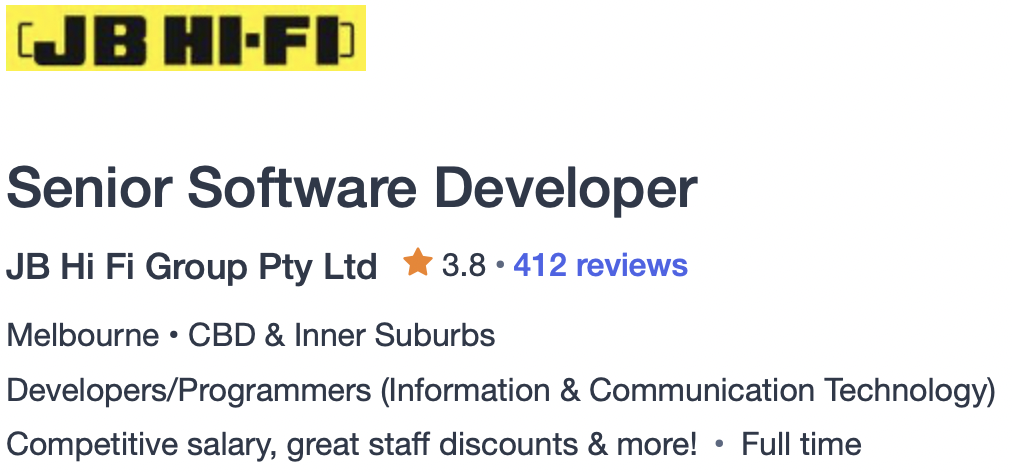 JB HI-FI
Senior Software Developer
JB Hi Fi Group Pty Ltd 3.8 • 412 reviews
Melbourne • CBD & Inner Suburbs
Developers/Programmers (Information & Communication Technology)
Competitive salary, great staff discounts & more! • Full time